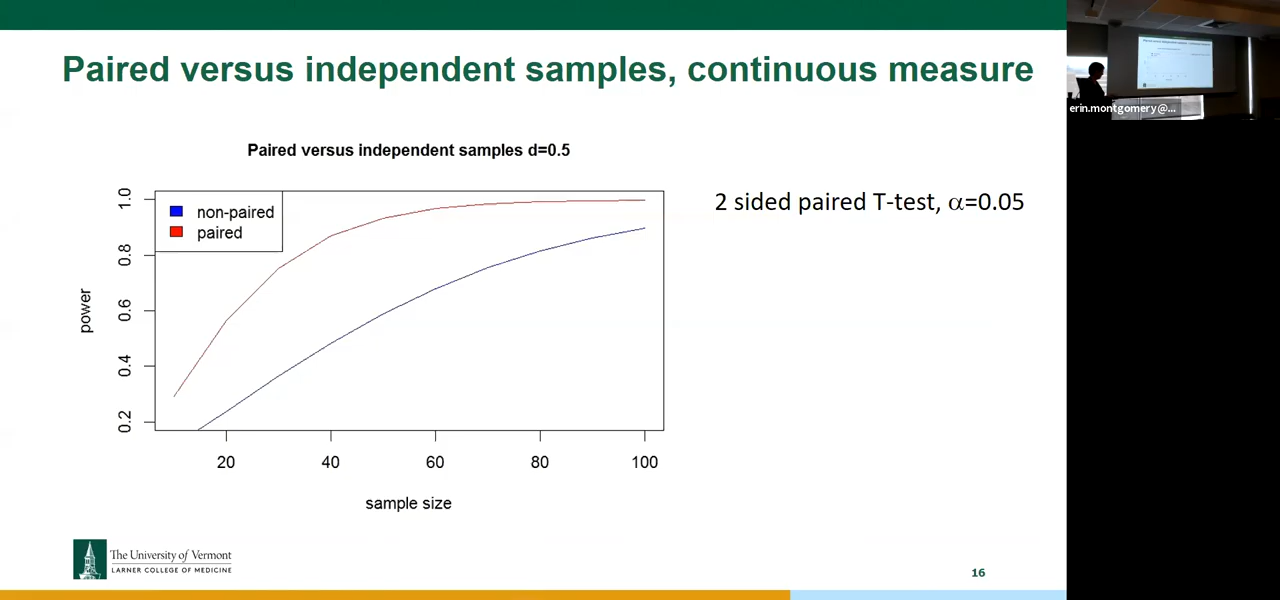 Paired versus independent samples, continuous measure
Paired versus independent samples d=0.5
non-paired
paired
2 sided paired T-test, α=0.05
power
1.0
0.8
0.6
0.4
0.2
20 40 60 80 100
sample size
The University of Vermont
LARNER COLLEGE OF MEDICINE
16
erin.montgomery@...